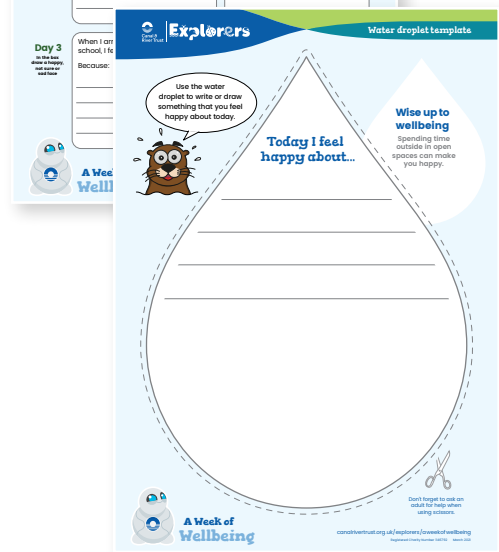 Day 3
In the box
draw a happy,
not sure or
sad face
When I am
school, I fe
Because:
A Wee
Well
Canal &
River Trust
Explorers
Water droplet template
Use the water
droplet to write or draw
something that you feel
happy about today.
Today I feel
happy about...
Wise up to
wellbeing
Spending time
outside in open
spaces can make
you happy.
Don't forget to ask an
adult for help when
using scissors.
A Week of
Wellbeing
canalrivertrust.org.uk/explorers/aweekofwellbeing